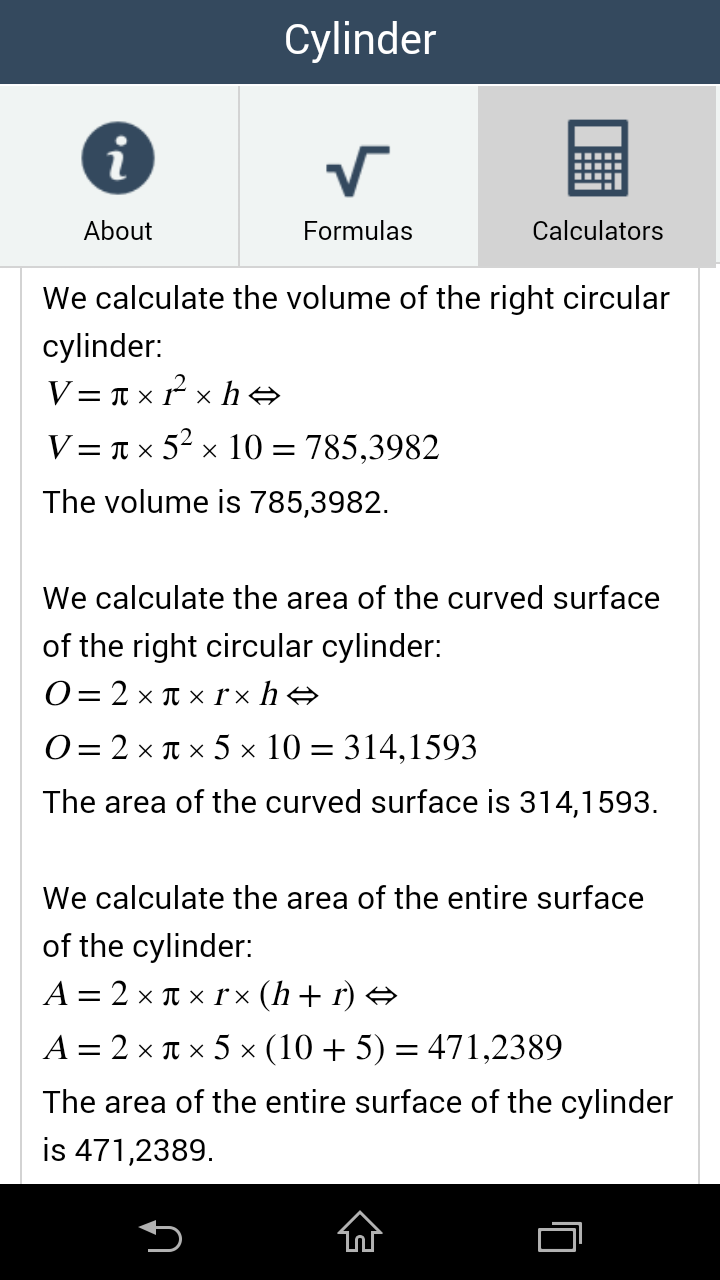 Cylinder
About
Formulas
Calculators
We calculate the volume of the right circular
cylinder:
V = π × r² × h ⇔
V = π × 5² × 10 = 785,3982
The volume is 785,3982.
We calculate the area of the curved surface
of the right circular cylinder:
O = 2 × π × r × h ⇔
O = 2 × π × 5 × 10 = 314,1593
The area of the curved surface is 314,1593.
We calculate the area of the entire surface
of the cylinder:
A = 2 × π × r × (h + r) ⇔
A = 2 × π × 5 × (10 + 5) = 471,2389
The area of the entire surface of the cylinder
is 471,2389.